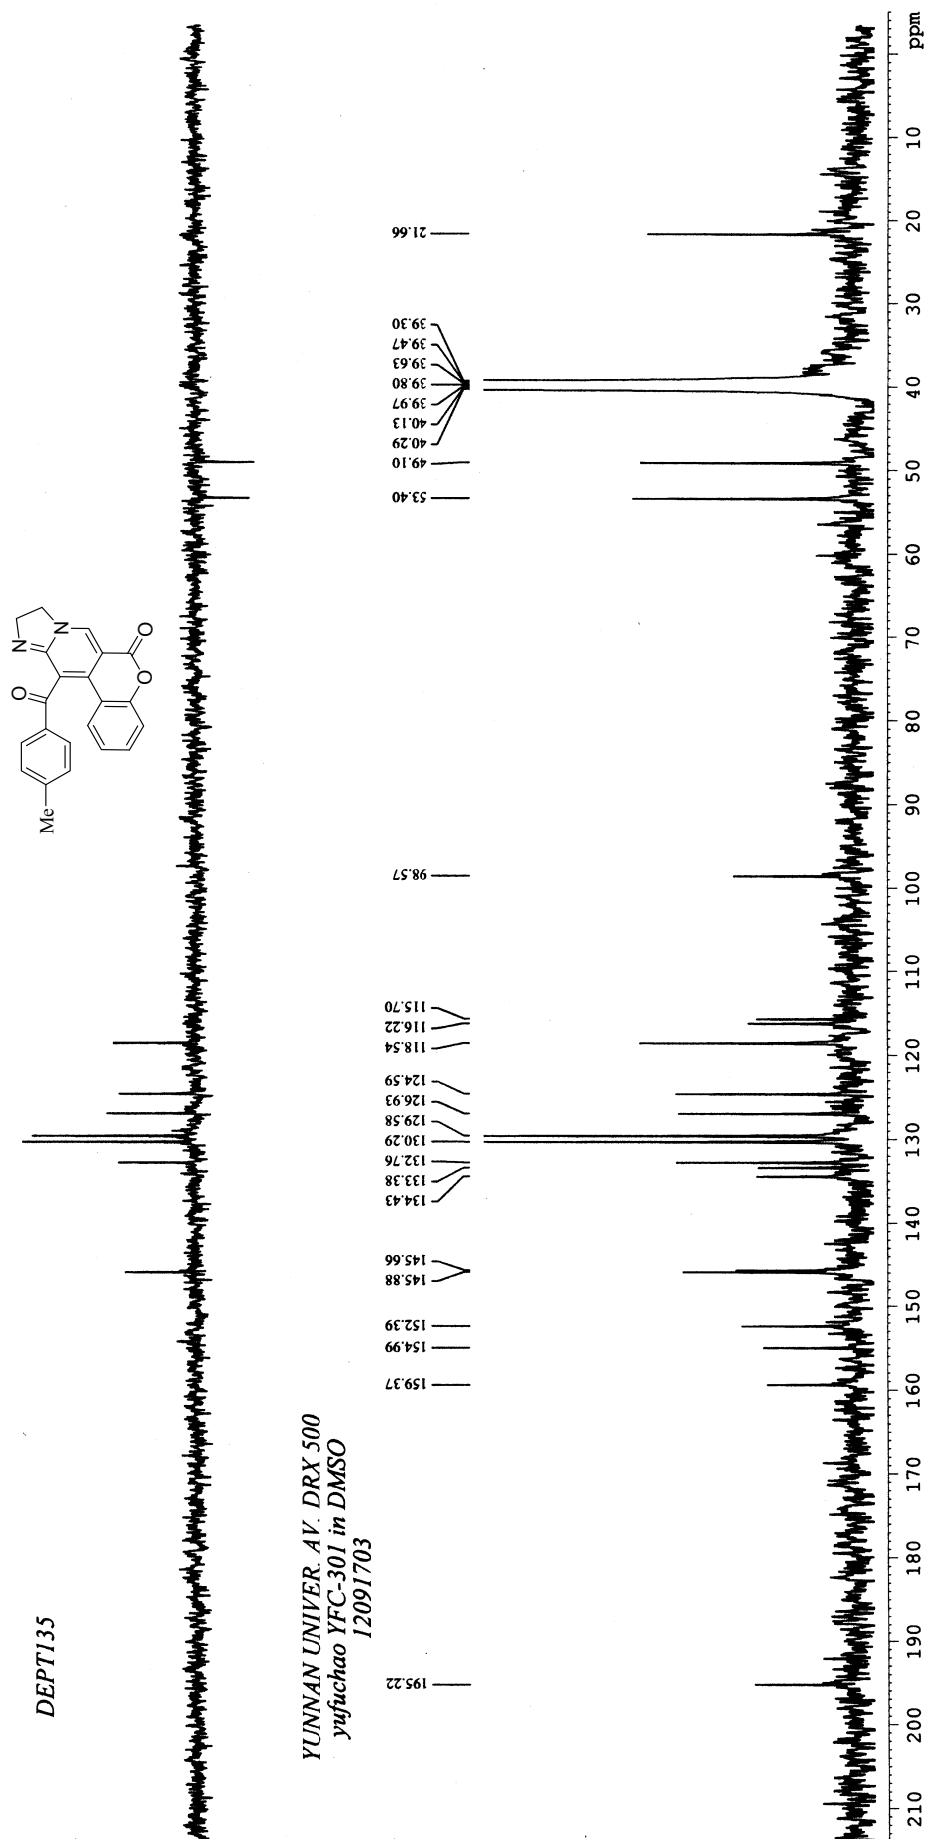 DEPT135
YUNNAN UNIVER. AV. DRX 500
yufuchao YFC-301 in DMSO
12091703
Me
O
N
N
O
O
195.22
159.37
154.99
152.39
145.88
145.66
134.43
133.38
132.76
130.29
129.58
126.93
124.59
118.54
116.22
115.70
98.57
53.40
49.10
40.29
40.13
39.97
39.80
39.63
39.47
39.30
21.66
210 200 190 180 170 160 150 140 130 120 110 100 90 80 70 60 50 40 30 20 10 ppm